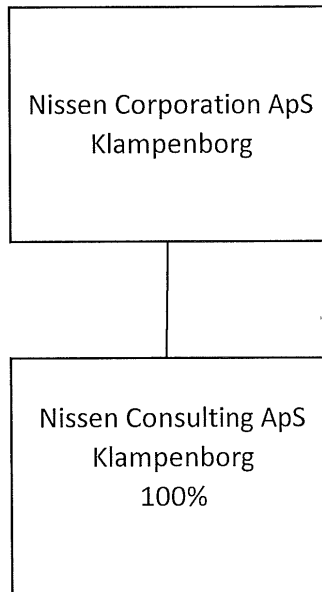 Nissen Corporation ApS
Klampenborg
Nissen Consulting ApS
Klampenborg
100%